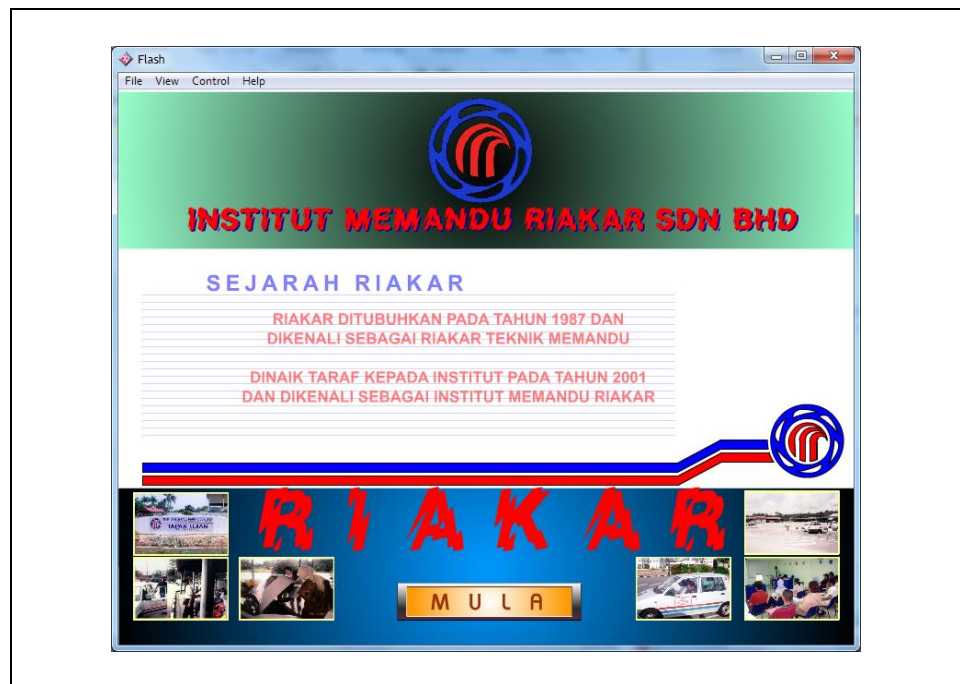 Flash
File View Control Help
INSTITUT MEMANDU RIAKAR SDN BHD
SEJARAH RIAKAR
RIAKAR DITUBUHKAN PADA TAHUN 1987 DAN
DIKENALI SEBAGAI RIAKAR TEKNIK MEMANDU
DINAIK TARAF KEPADA INSTITUT PADA TAHUN 2001
DAN DIKENALI SEBAGAI INSTITUT MEMANDU RIAKAR
RIAKAR
TAPAK UJIAN
MULA